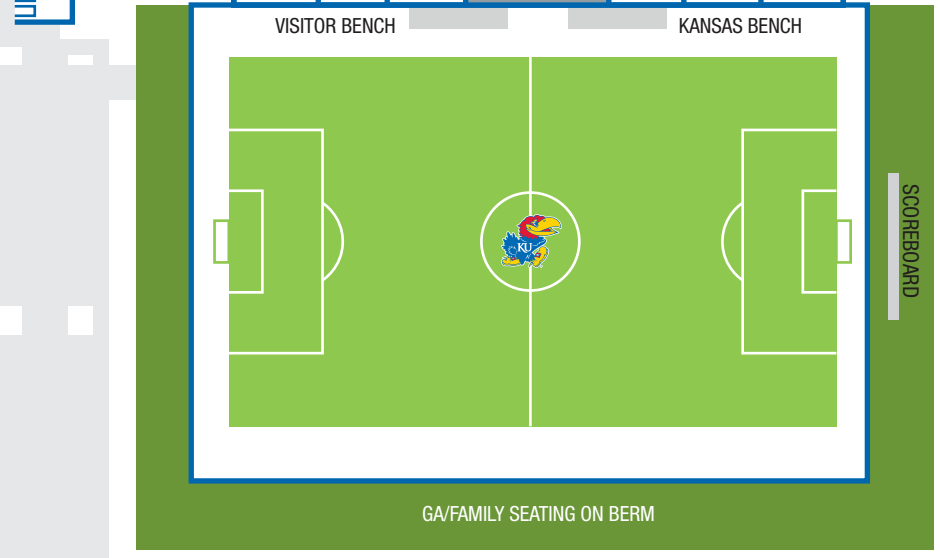 VISITOR BENCH
KANSAS BENCH
KU
SCOREBOARD
GA/FAMILY SEATING ON BERM